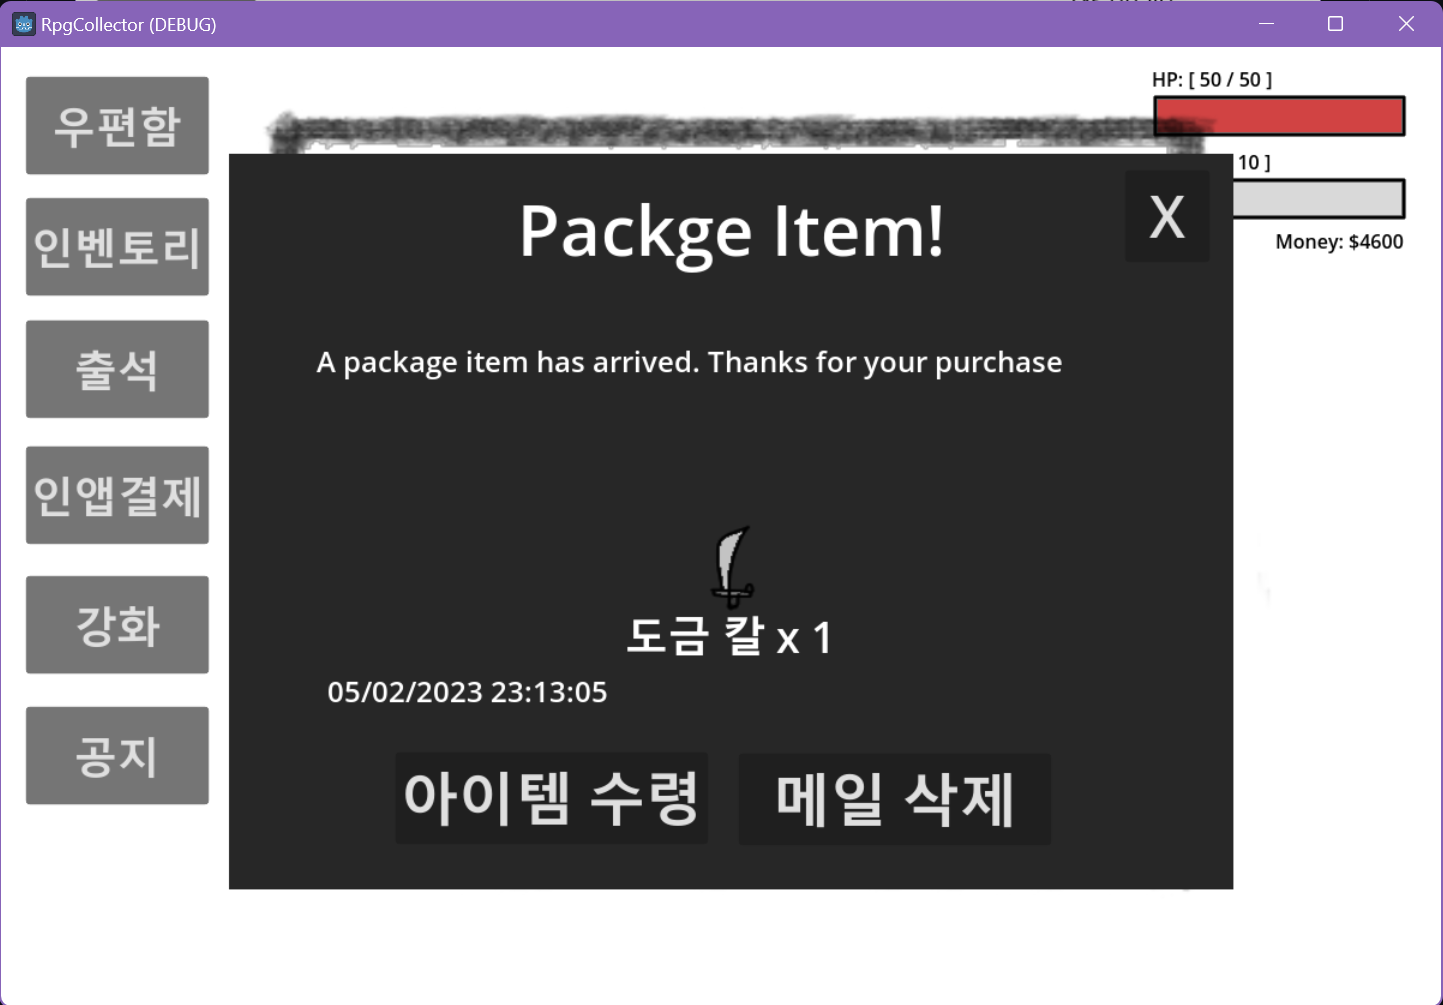 RpgCollector (DEBUG)
우편함
인벤토리
출석
인앱결제
강화
공지
HP: [ 50 / 50 ]
10 ]
Money: $4600
Packge Item!
X
A package item has arrived. Thanks for your purchase
도금 칼 x 1
05/02/2023 23:13:05
아이템 수령
메일 삭제